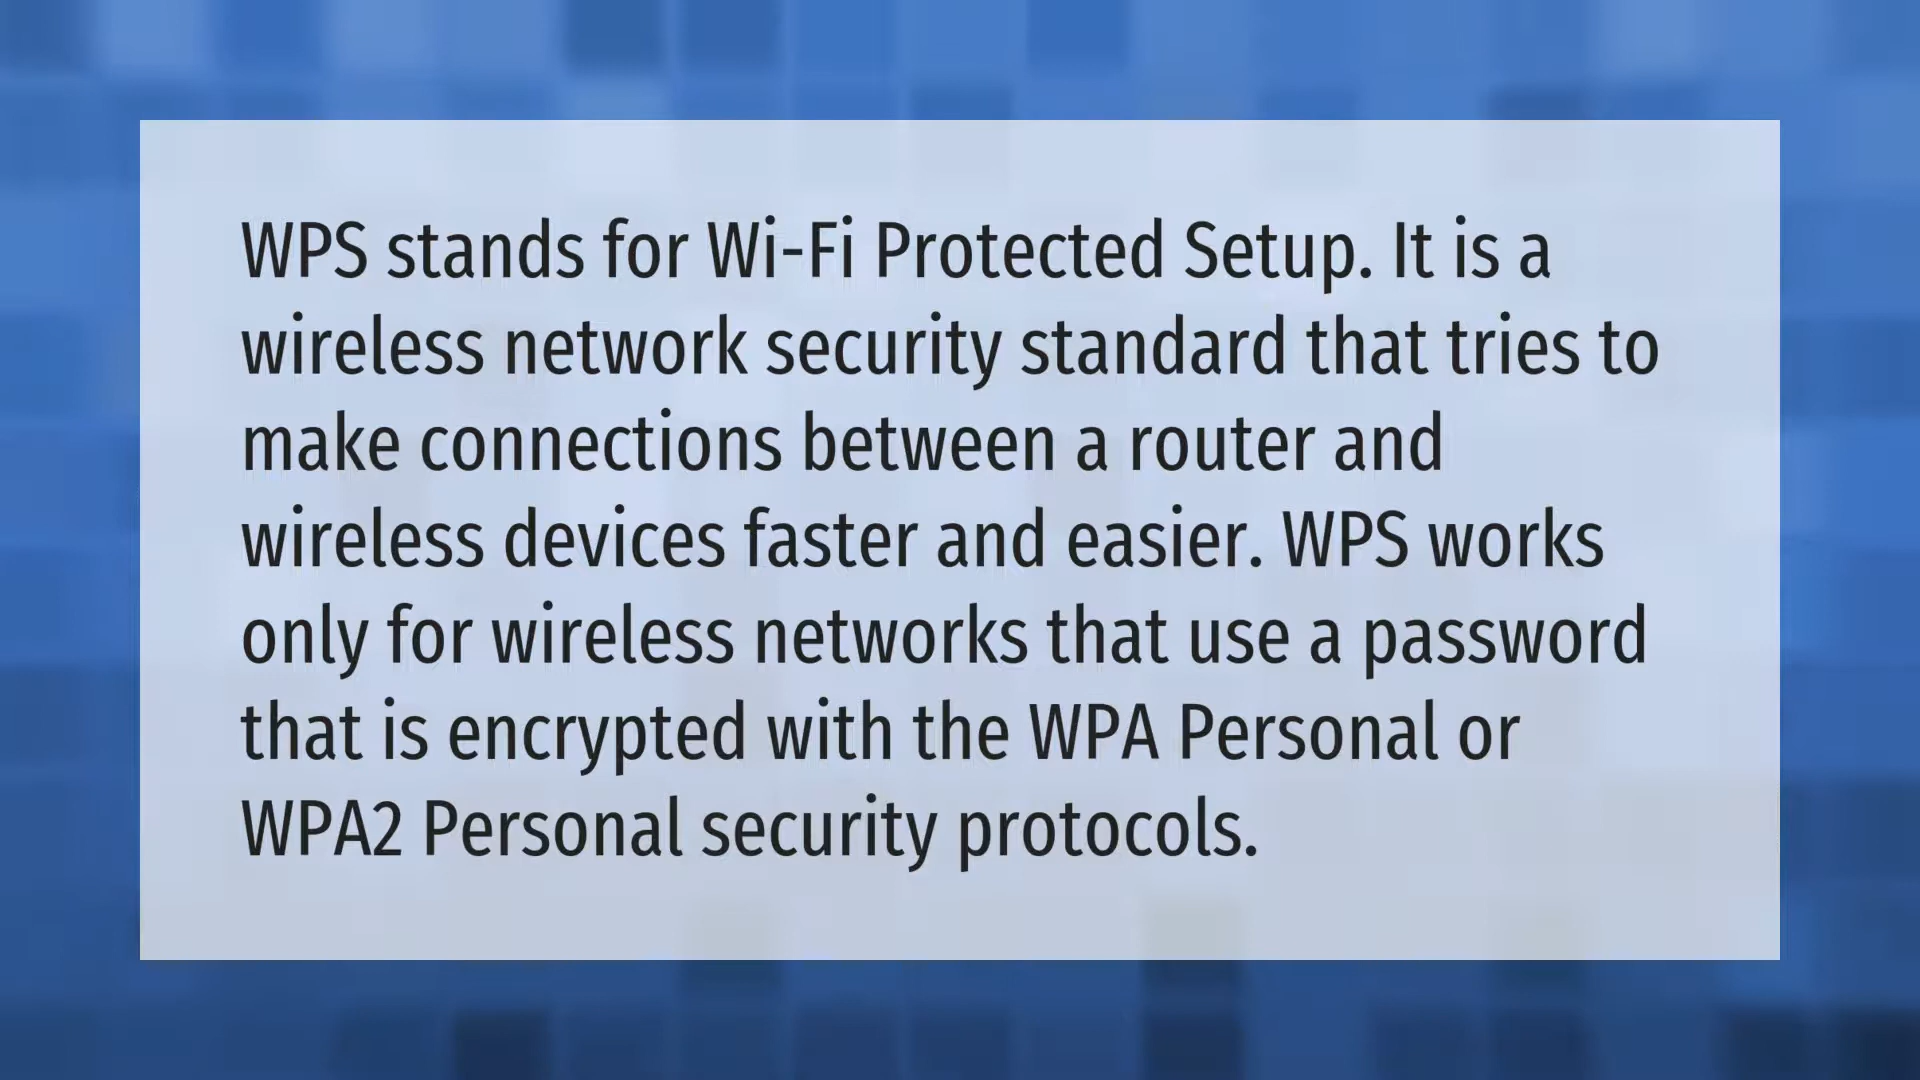 WPS stands for Wi-Fi Protected Setup. It is a
wireless network security standard that tries to
make connections between a router and
wireless devices faster and easier. WPS works
only for wireless networks that use a password
that is encrypted with the WPA Personal or
WPA2 Personal security protocols.